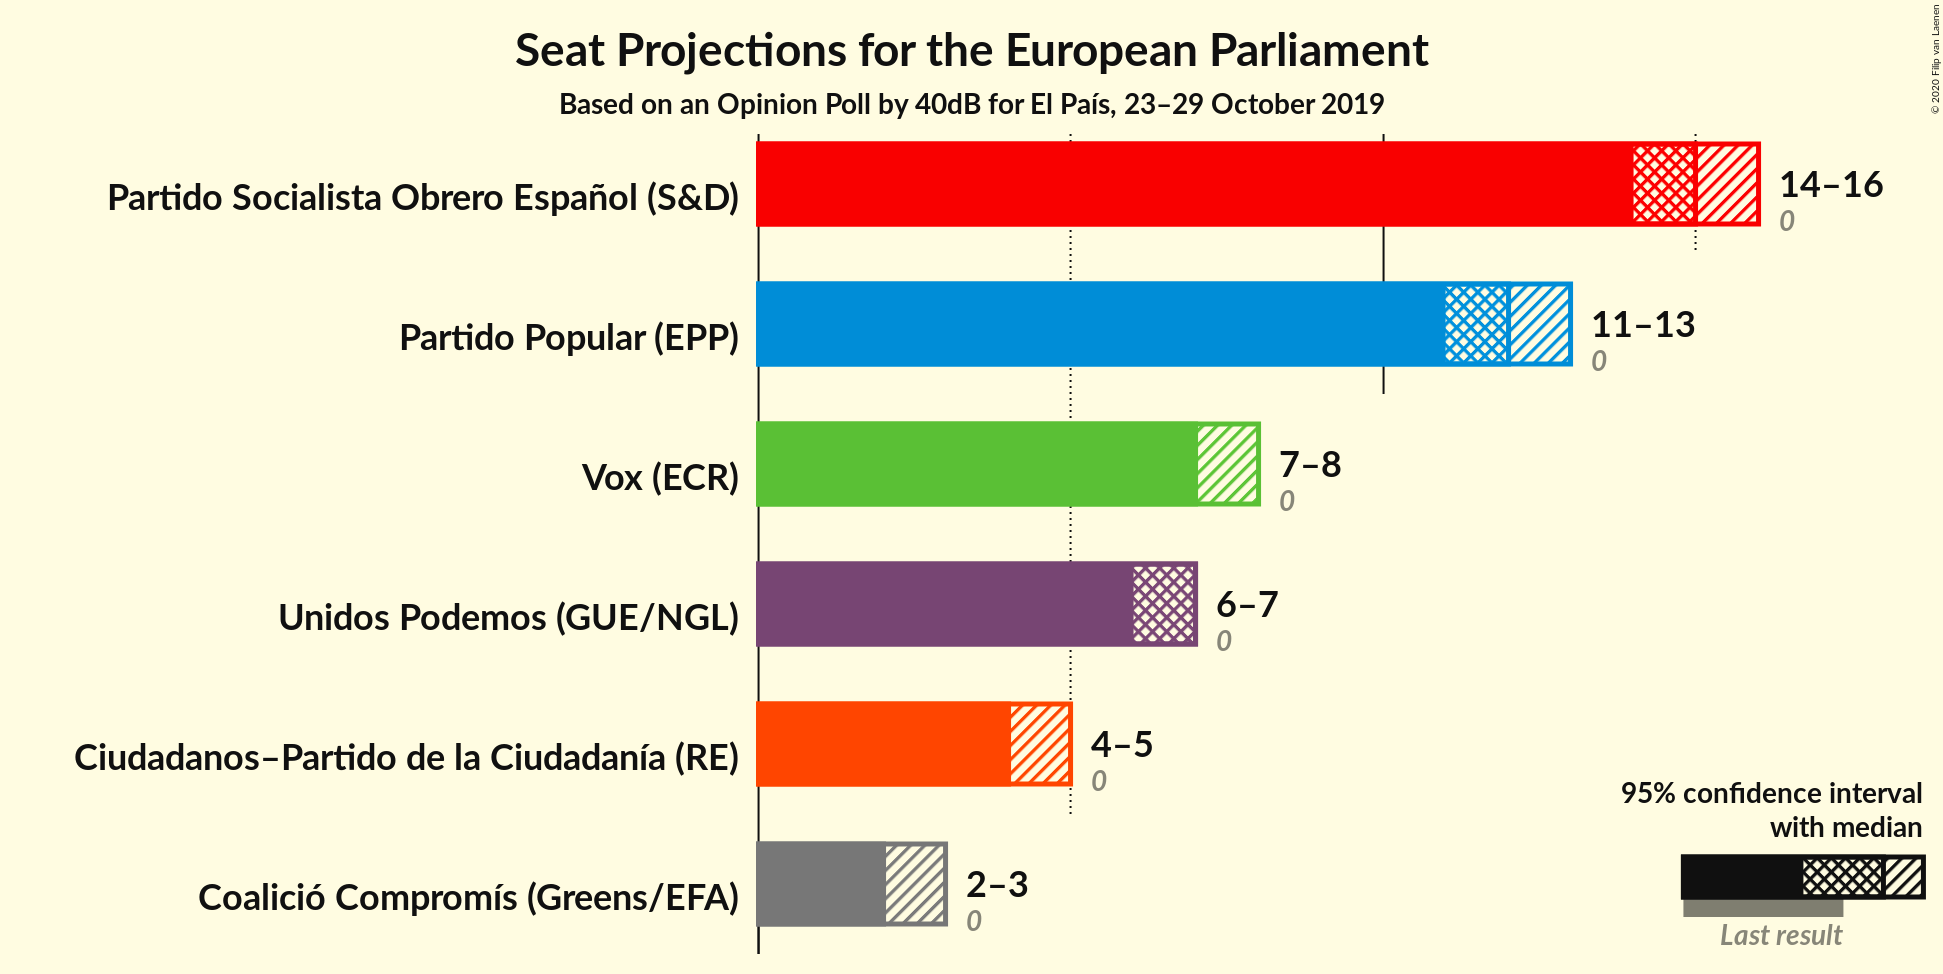 Seat Projections for the European Parliament
Based on an Opinion Poll by 40dB for El País, 23–29 October 2019
© 2020 Filip van Laenen
Partido Socialista Obrero Español (S&D)
14–16
0
Partido Popular (EPP)
11–13
0
Vox (ECR)
7–8
0
Unidos Podemos (GUE/NGL)
6–7
0
Ciudadanos–Partido de la Ciudadanía (RE)
4–5
0
Coalició Compromís (Greens/EFA)
2–3
0
95% confidence interval
with median
Last result